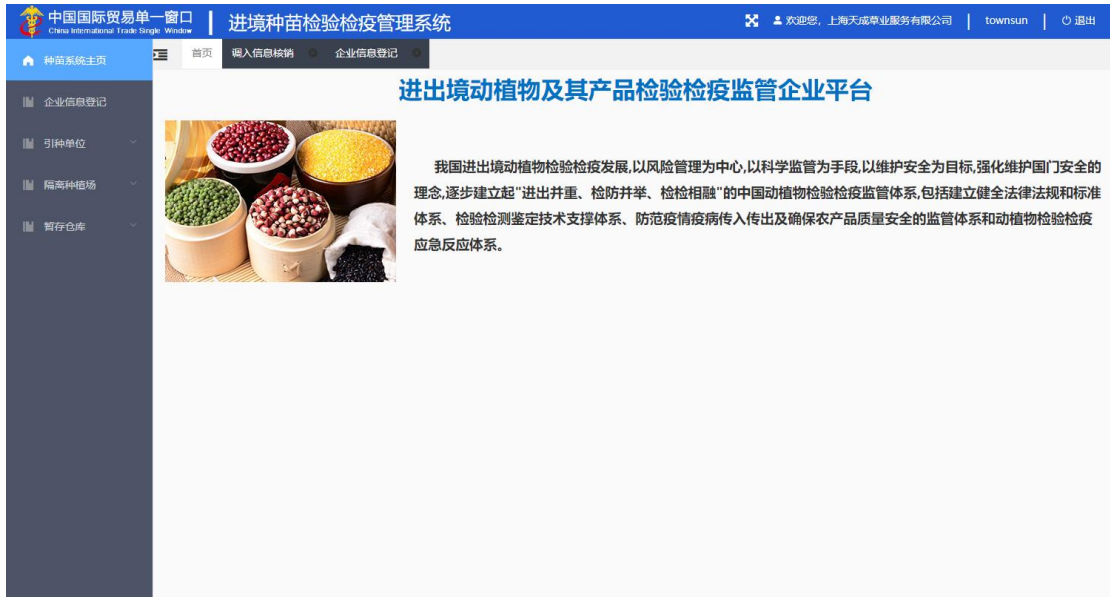 中国国际贸易单一窗口
China International Trade Single Window
进境种苗检验检疫管理系统
欢迎您，上海天成草业服务有限公司
townsun
退出
种苗系统主页
首页
调入信息核销
企业信息登记
企业信息登记
引种单位
隔离种植场
暂存仓库
进出境动植物及其产品检验检疫监管企业平台
我国进出境动植物检验检疫发展,以风险管理为中心,以科学监管为手段,以维护安全为目标,强化维护国门安全的
理念,逐步建立起"进出并重、检防并举、检检相融"的中国动植物检验检疫监管体系,包括建立健全法律法规和标准
体系、检验检测鉴定技术支撑体系、防范疫情疫病传入传出及确保农产品质量安全的监管体系和动植物检验检疫
应急反应体系。